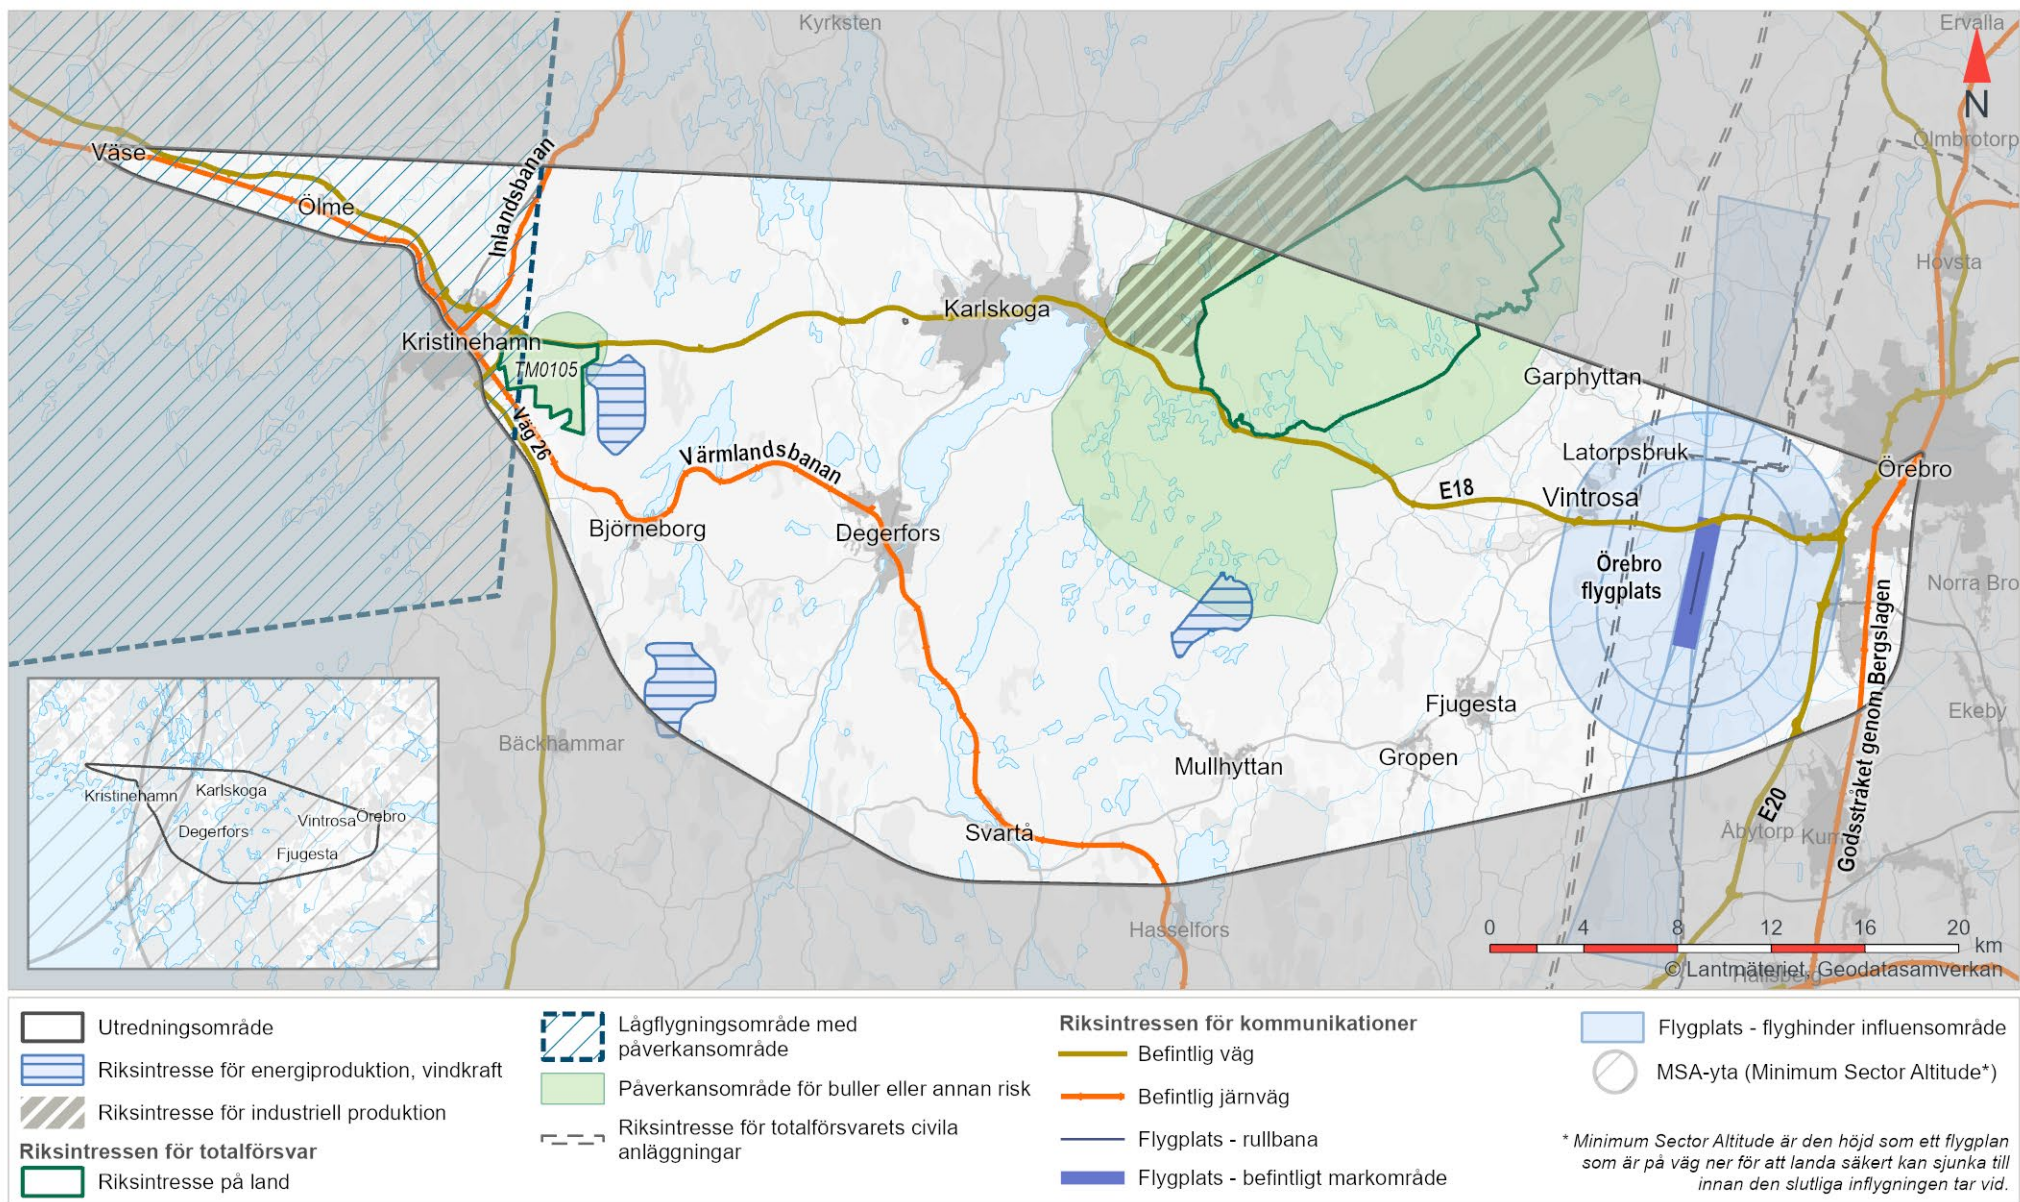 Kyrksten
Ervalla
N
Ölmbrotorp
Väse
Ölme
Inlandsbanan
Hovsta
Karlskoga
Kristinehamn
TM0105
Garphyttan
Väg 26
Värmlandsbanan
Latorpsbruk
Örebro
E18
Vintrosa
Björneborg
Degerfors
Örebro
flygplats
Norra Bro
Godsstråket genom Bergslagen
Fjugesta
Ekeby
Bäckhammar
Mullhyttan
Gropen
E20
Svartå
Åbytorp
Hasselfors
0 4 8 12 16 20
km
© Lantmäteriet, Geodatasamverkan
Hallsberg
Kristinehamn
Karlskoga
Degerfors
Vintrosa
Örebro
Fjugesta
Utredningsområde
Riksintresse för energiproduktion, vindkraft
Riksintresse för industriell produktion
Riksintressen för totalförsvar
Riksintresse på land
Lågflygningsområde med
påverkansområde
Påverkansområde för buller eller annan risk
Riksintresse för totalförsvarets civila
anläggningar
Riksintressen för kommunikationer
Befintlig väg
Befintlig järnväg
Flygplats - rullbana
Flygplats - befintligt markområde
Flygplats - flyghinder influensområde
MSA-yta (Minimum Sector Altitude*)
* Minimum Sector Altitude är den höjd som ett flygplan
som är på väg ner för att landa säkert kan sjunka till
innan den slutliga inflygningen tar vid.